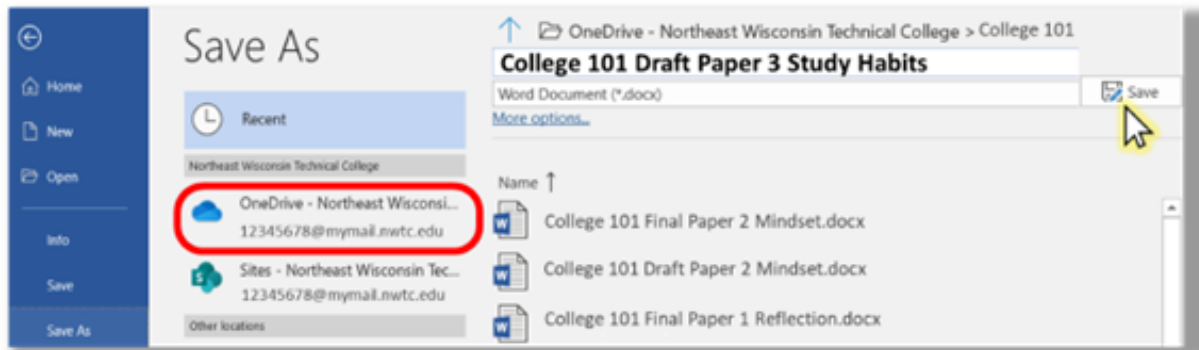 Home
New
Open
Info
Save
Save As
Save As
Recent
Northeast Wisconsin Technical College
OneDrive - Northeast Wisconsi...
12345678@mymail.nwtc.edu
Sites - Northeast Wisconsin Tec...
12345678@mymail.nwtc.edu
Other locations
OneDrive - Northeast Wisconsin Technical College > College 101
College 101 Draft Paper 3 Study Habits
Word Document (*.docx)
Save
More options...
Name ↑
College 101 Final Paper 2 Mindset.docx
College 101 Draft Paper 2 Mindset.docx
College 101 Final Paper 1 Reflection.docx